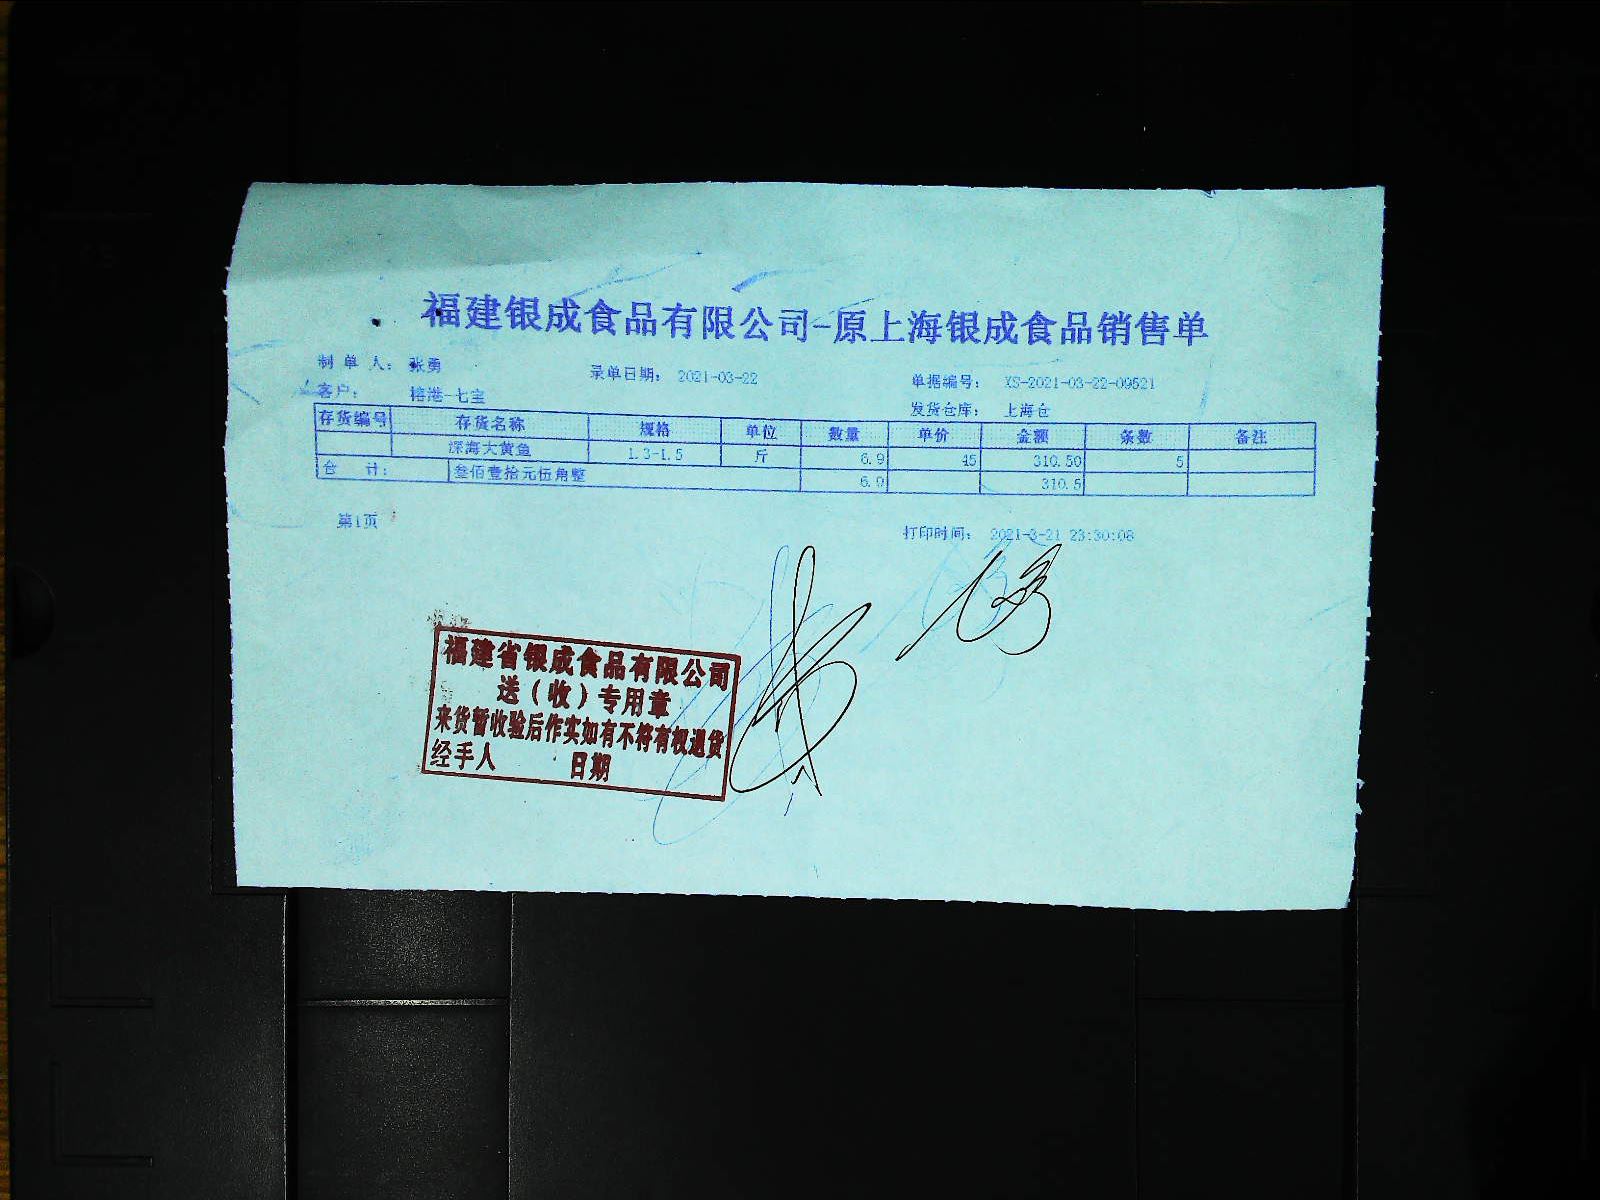 福建银成食品有限公司-原上海银成食品销售单
制 单 人： 张勇 录单日期： 2021-03-22 单据编号： XS-2021-03-22-09521
客户： 榕港-七宝 发货仓库： 上海仓
存货编号 存货名称 规格 单位 数量 单价 金额 条数 备注
深海大黄鱼 1.3-1.5 斤 6.9 45 310.50 5
合 计： 叁佰壹拾元伍角整 6.9 310.5
第1页 打印时间： 2021-3-21 23:30:08
福建省银成食品有限公司
送（收）专用章
来货暂收验后作实如有不符有权退货
经手人 日期